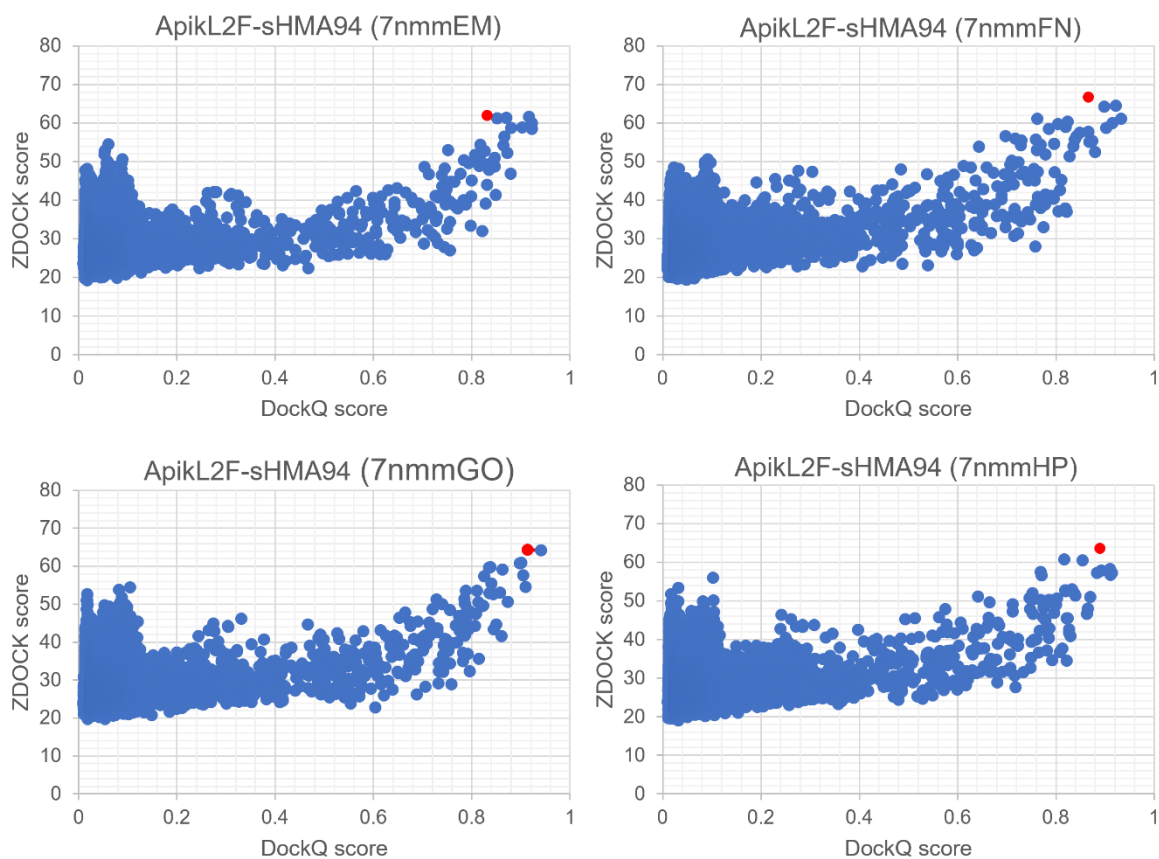 ApikL2F-sHMA94 (7nmmEM)
80
70
60
50
40
30
20
10
0
ZDOCK score
0 0.2 0.4 0.6 0.8 1
DockQ score
ApikL2F-sHMA94 (7nmmFN)
80
70
60
50
40
30
20
10
0
ZDOCK score
0 0.2 0.4 0.6 0.8 1
DockQ score
ApikL2F-sHMA94 (7nmmGO)
80
70
60
50
40
30
20
10
0
ZDOCK score
0 0.2 0.4 0.6 0.8 1
DockQ score
ApikL2F-sHMA94 (7nmmHP)
80
70
60
50
40
30
20
10
0
ZDOCK score
0 0.2 0.4 0.6 0.8 1
DockQ score